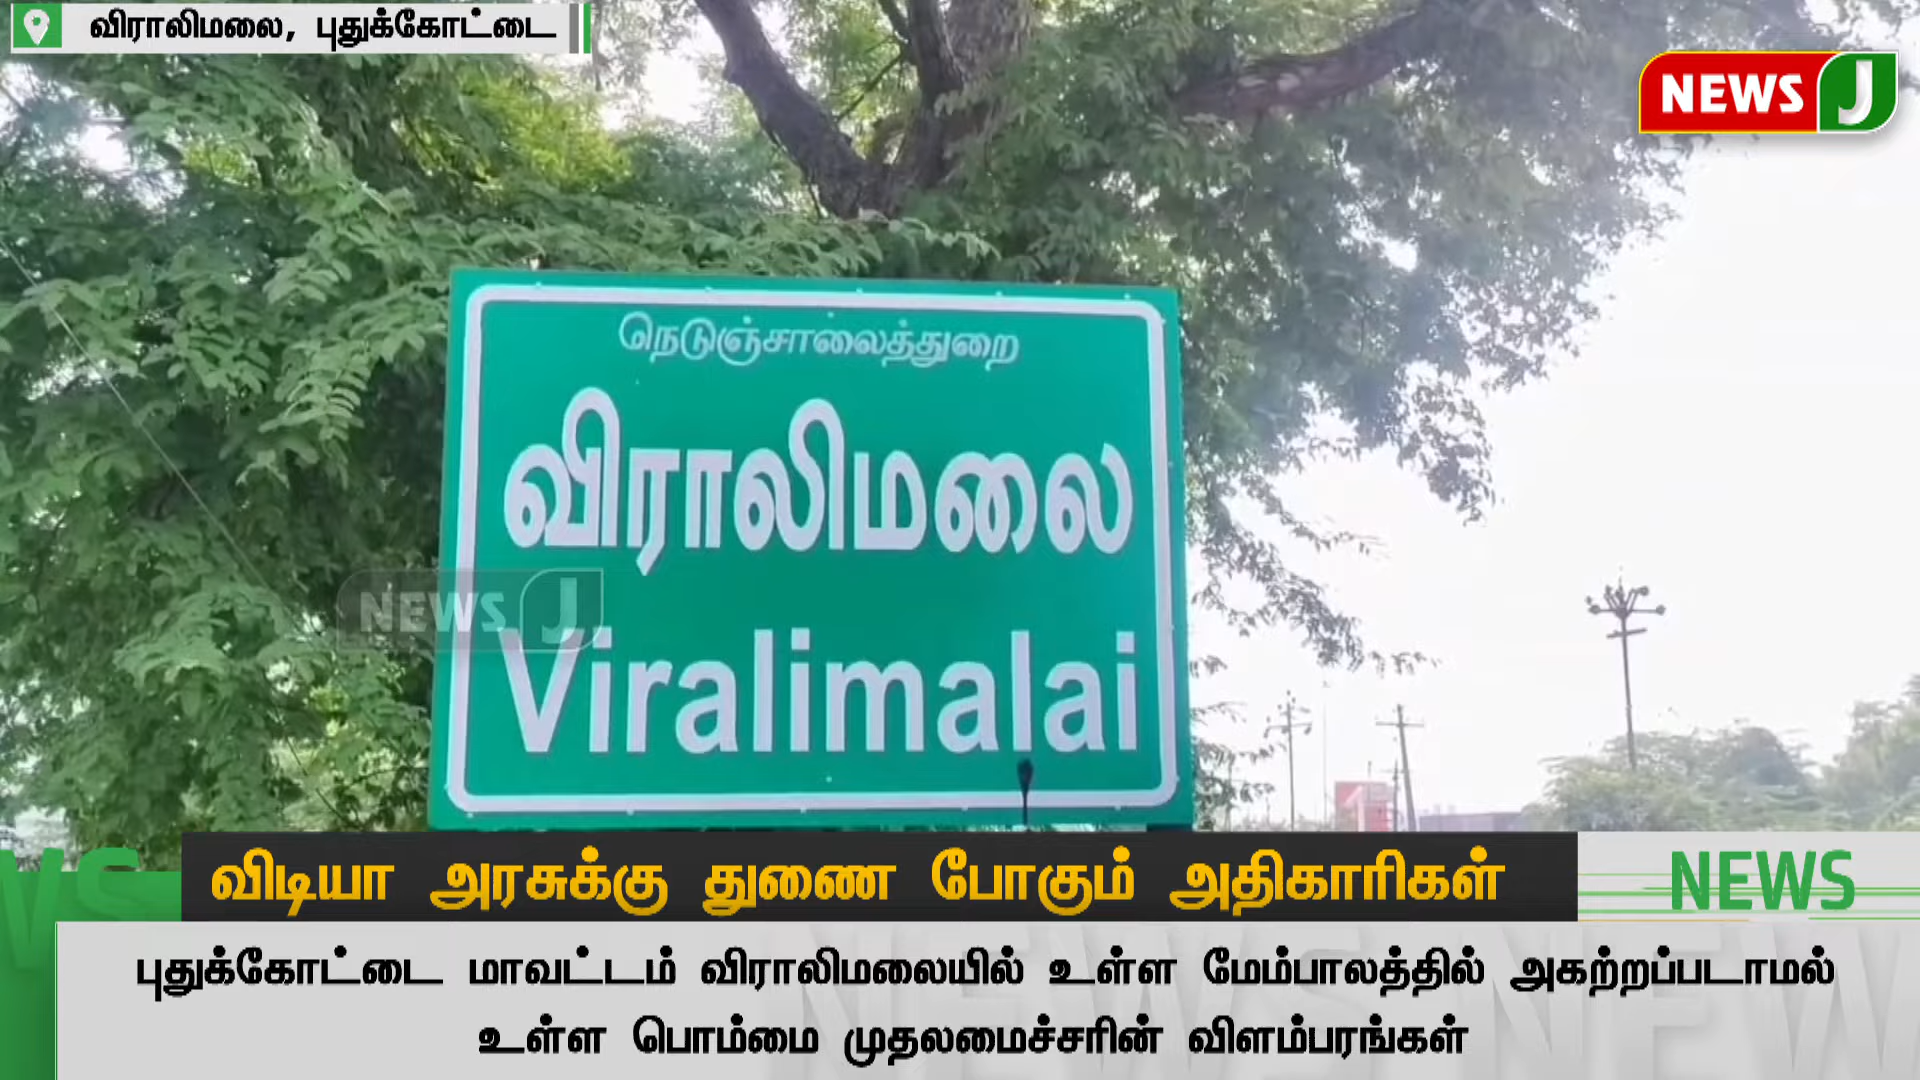 விராலிமலை, புதுக்கோட்டை
NEWS J
நெடுஞ்சாலைத்துறை
விராலிமலை
NEWS J
Viralimalai
விடியா அரசுக்கு துணை போகும் அதிகாரிகள்
NEWS
புதுக்கோட்டை மாவட்டம் விராலிமலையில் உள்ள மேம்பாலத்தில் அகற்றப்படாமல்
உள்ள பொம்மை முதலமைச்சரின் விளம்பரங்கள்